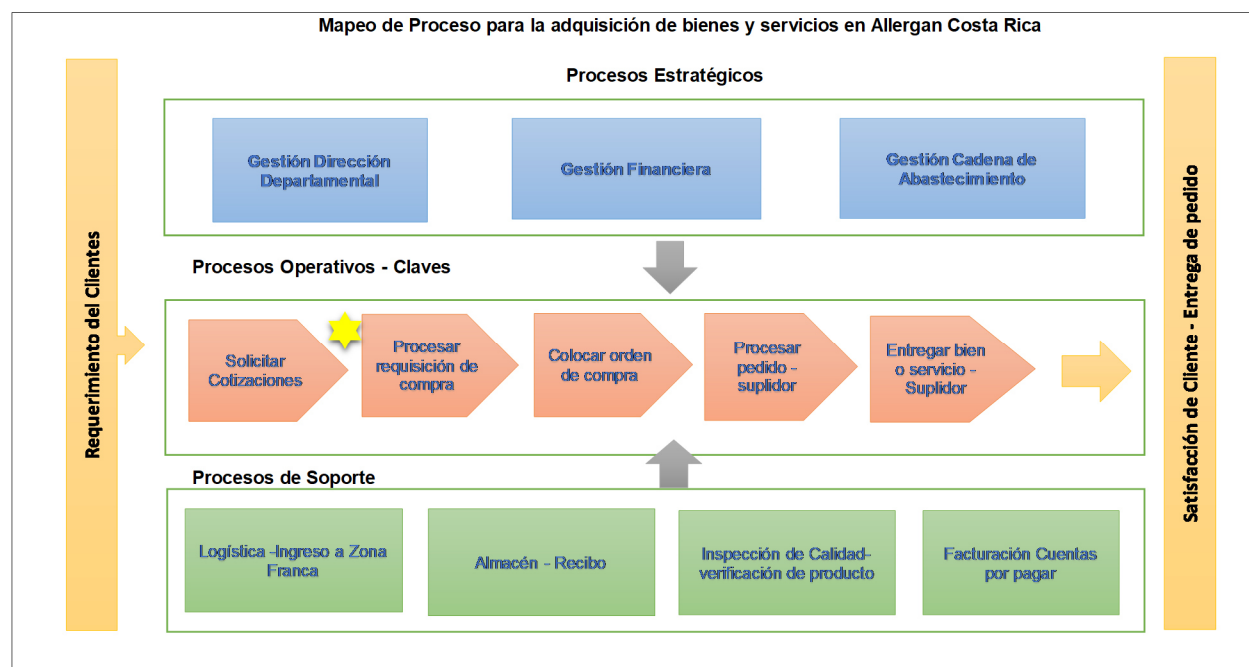 Mapeo de Proceso para la adquisición de bienes y servicios en Allergan Costa Rica
Requerimiento del Clientes
Procesos Estratégicos
Gestión Dirección
Departamental
Gestión Financiera
Gestión Cadena de
Abastecimiento
Procesos Operativos - Claves
Solicitar
Cotizaciones
Procesar
requisición de
compra
Colocar orden
de compra
Procesar
pedido -
suplidor
Entregar bien
o servicio -
Suplidor
Procesos de Soporte
Logística -Ingreso a Zona
Franca
Almacén - Recibo
Inspección de Calidad-
verificación de producto
Facturación Cuentas
por pagar
Satisfacción de Cliente - Entrega de pedido